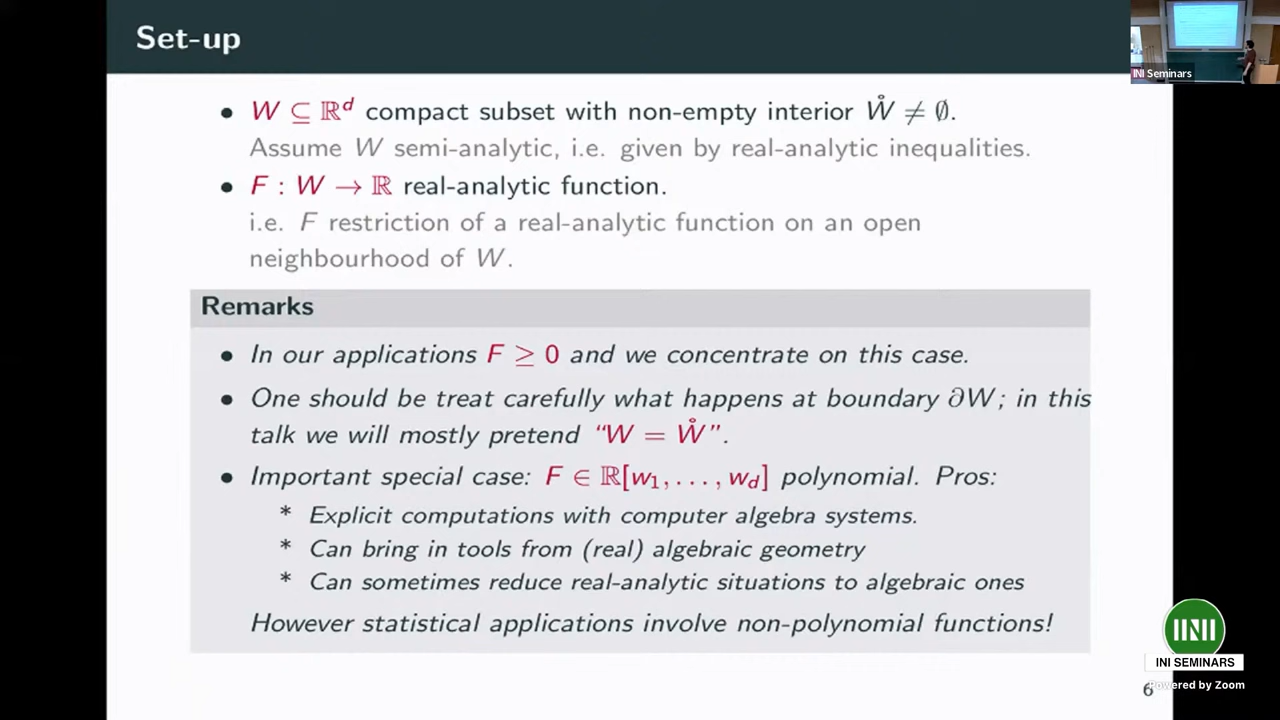 Set-up
INI Seminars
• W ⊆ ℝᵈ compact subset with non-empty interior W̊ ≠ ∅.
Assume W semi-analytic, i.e. given by real-analytic inequalities.
• F : W → ℝ real-analytic function.
i.e. F restriction of a real-analytic function on an open
neighbourhood of W.
Remarks
• In our applications F ≥ 0 and we concentrate on this case.
• One should be treat carefully what happens at boundary ∂W; in this
talk we will mostly pretend "W = W̊".
• Important special case: F ∈ ℝ[w₁, . . . , w_d] polynomial. Pros:
* Explicit computations with computer algebra systems.
* Can bring in tools from (real) algebraic geometry
* Can sometimes reduce real-analytic situations to algebraic ones
However statistical applications involve non-polynomial functions!
INI
INI SEMINARS
Powered by Zoom
6